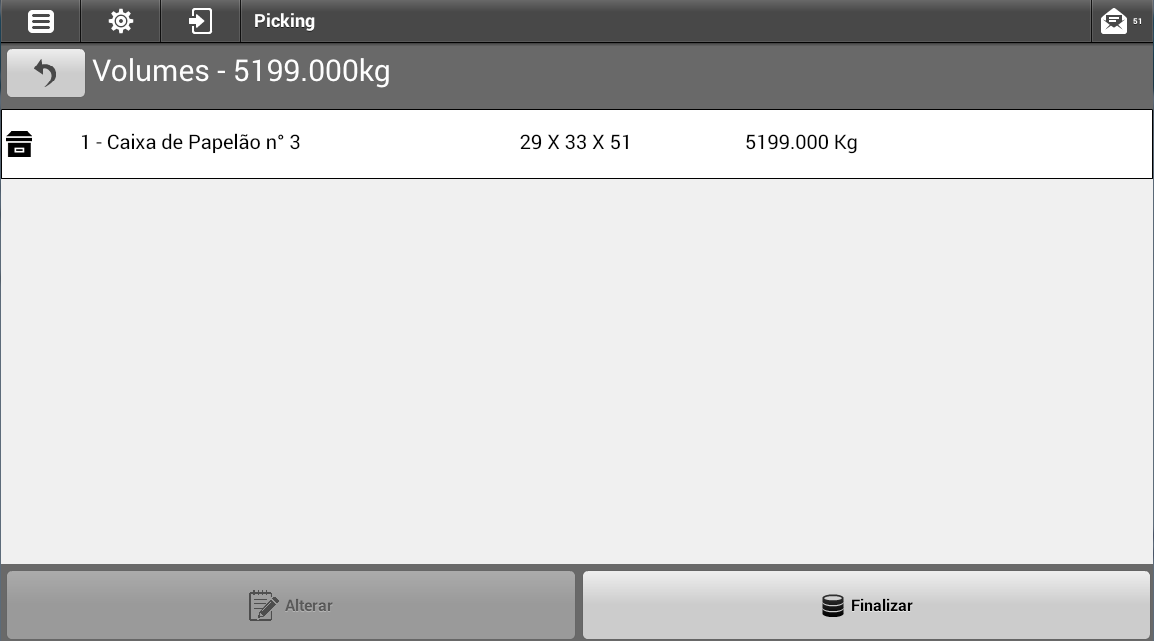 Picking
51
Volumes - 5199.000kg
1 - Caixa de Papelão n° 3 29 X 33 X 51 5199.000 Kg
Alterar
Finalizar